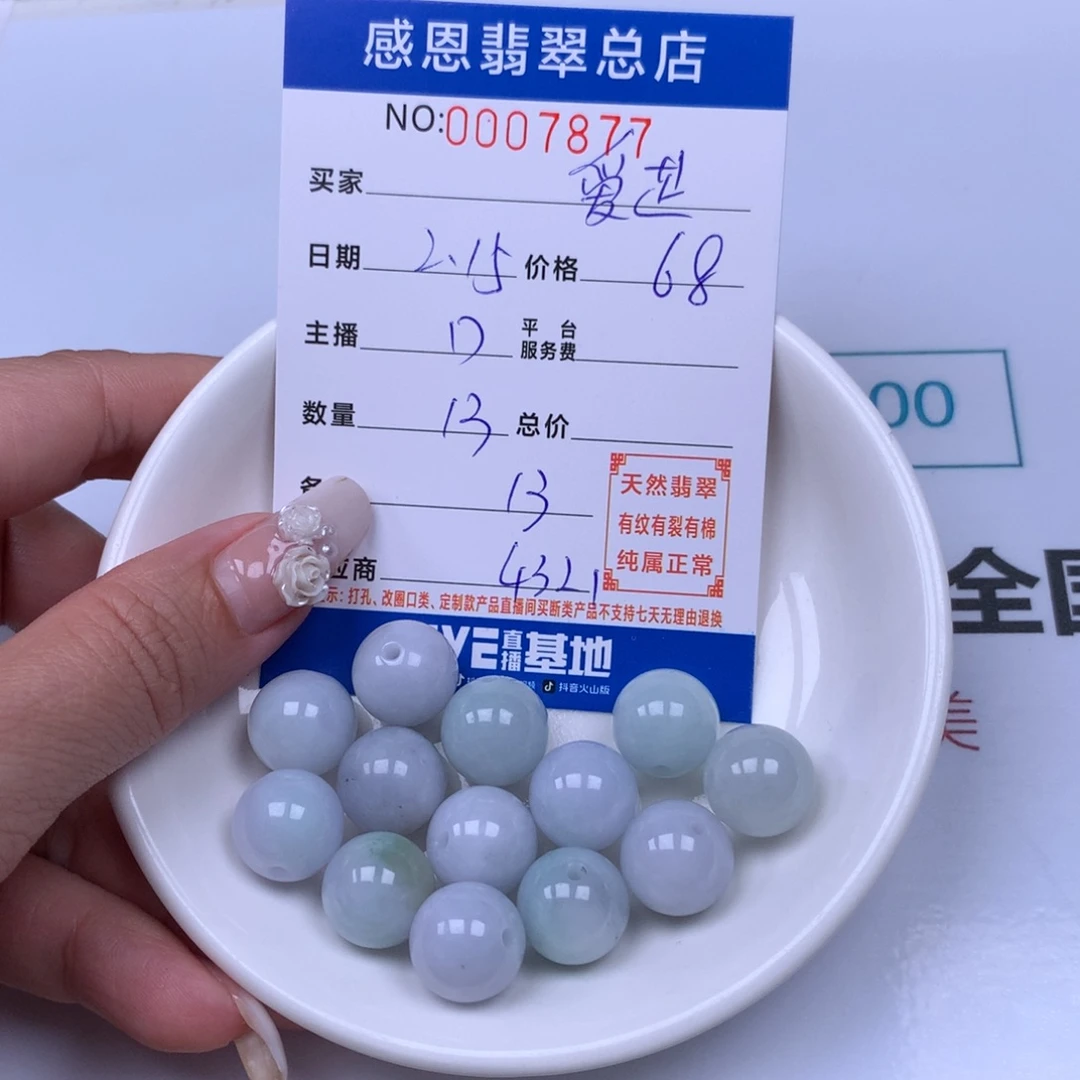 感恩翡翠总店
NO:0007877
买家
日期 2.15 价格 68
主播 D 平台服务费
数量 13 总价
13
天然翡翠
有纹有裂有棉
纯属正常
应商 4321
示：打孔、改圈口类、定制款产品直播间买断类产品不支持七天无理由退换
直播基地
抖音火山版
00
全国
美